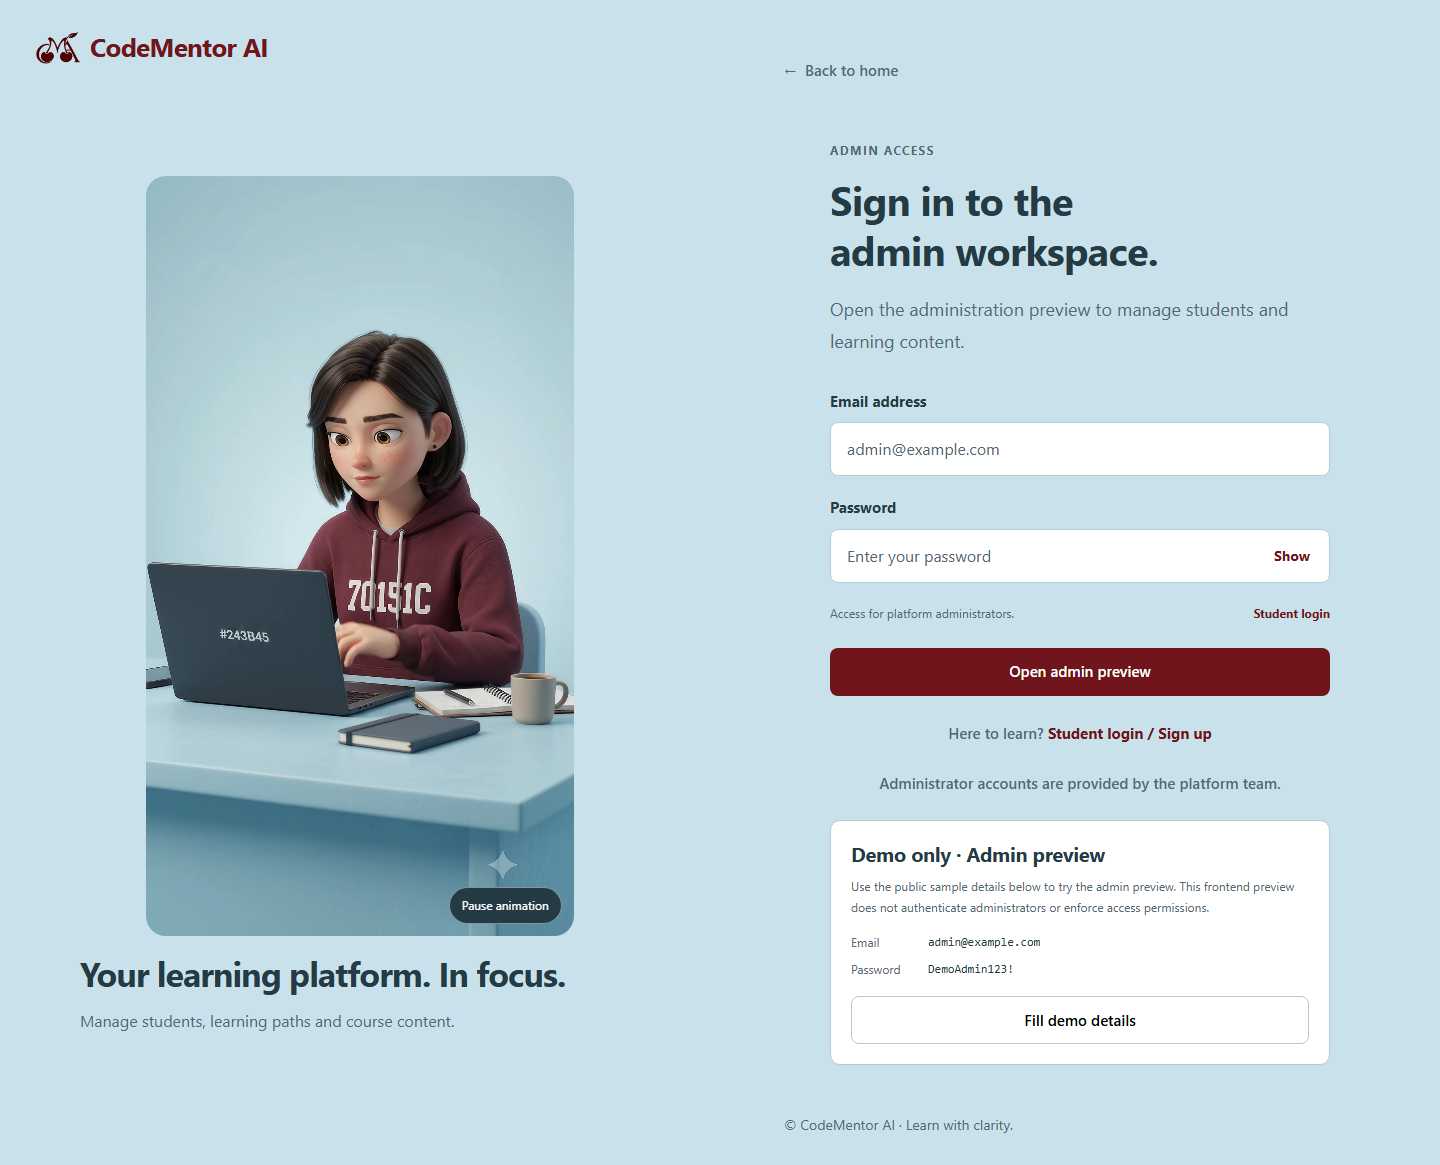 CodeMentor AI
← Back to home
ADMIN ACCESS
Sign in to the
admin workspace.
Open the administration preview to manage students and
learning content.
Email address
admin@example.com
Password
Enter your password
Show
Access for platform administrators.
Student login
Open admin preview
Here to learn? Student login / Sign up
Administrator accounts are provided by the platform team.
Demo only · Admin preview
Use the public sample details below to try the admin preview. This frontend preview
does not authenticate administrators or enforce access permissions.
Email admin@example.com
Password DemoAdmin123!
Fill demo details
© CodeMentor AI · Learn with clarity.
70151C
#243B45
Pause animation
Your learning platform. In focus.
Manage students, learning paths and course content.